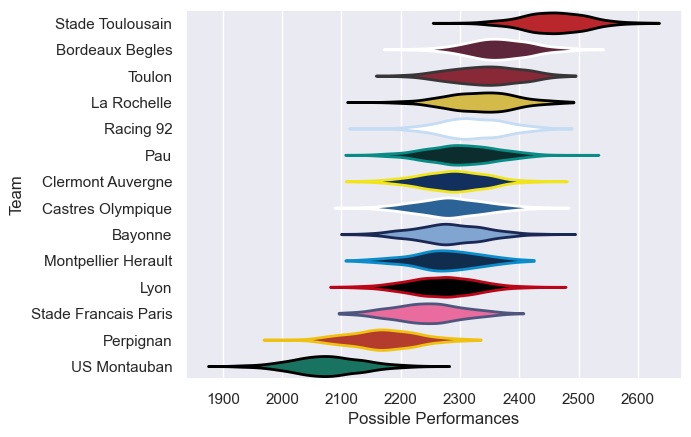 Team
Stade Toulousain
Bordeaux Begles
Toulon
La Rochelle
Racing 92
Pau
Clermont Auvergne
Castres Olympique
Bayonne
Montpellier Herault
Lyon
Stade Francais Paris
Perpignan
US Montauban
1900 2000 2100 2200 2300 2400 2500 2600
Possible Performances